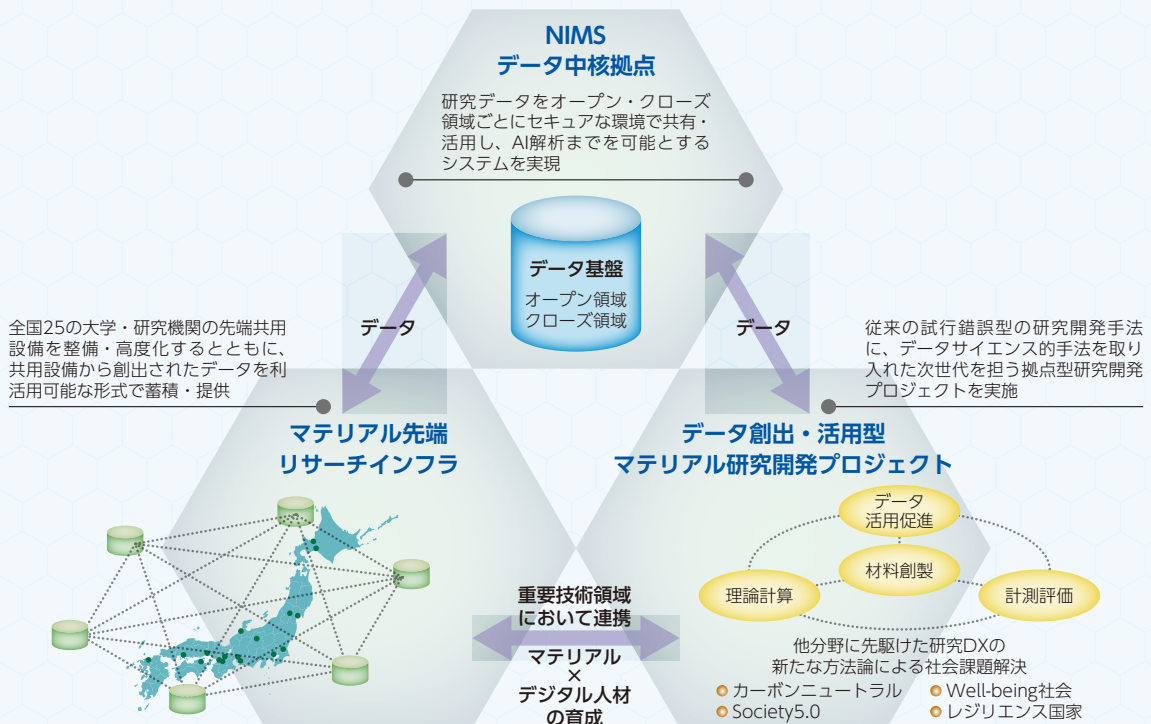 NIMS
データ中核拠点
研究データをオープン・クローズ
領域ごとにセキュアな環境で共有・
活用し、AI解析までを可能とする
システムを実現
データ基盤
オープン領域
クローズ領域
データ
データ
全国25の大学・研究機関の先端共用
設備を整備・高度化するとともに、
共用設備から創出されたデータを利
活用可能な形式で蓄積・提供
従来の試行錯誤型の研究開発手法
に、データサイエンス的手法を取り
入れた次世代を担う拠点型研究開発
プロジェクトを実施
マテリアル先端
リサーチインフラ
データ創出・活用型
マテリアル研究開発プロジェクト
データ
活用促進
材料創製
理論計算
計測評価
重要技術領域
において連携
マテリアル
×
デジタル人材
の育成
他分野に先駆けた研究DXの
新たな方法論による社会課題解決
カーボンニュートラル
Well-being社会
Society5.0
レジリエンス国家